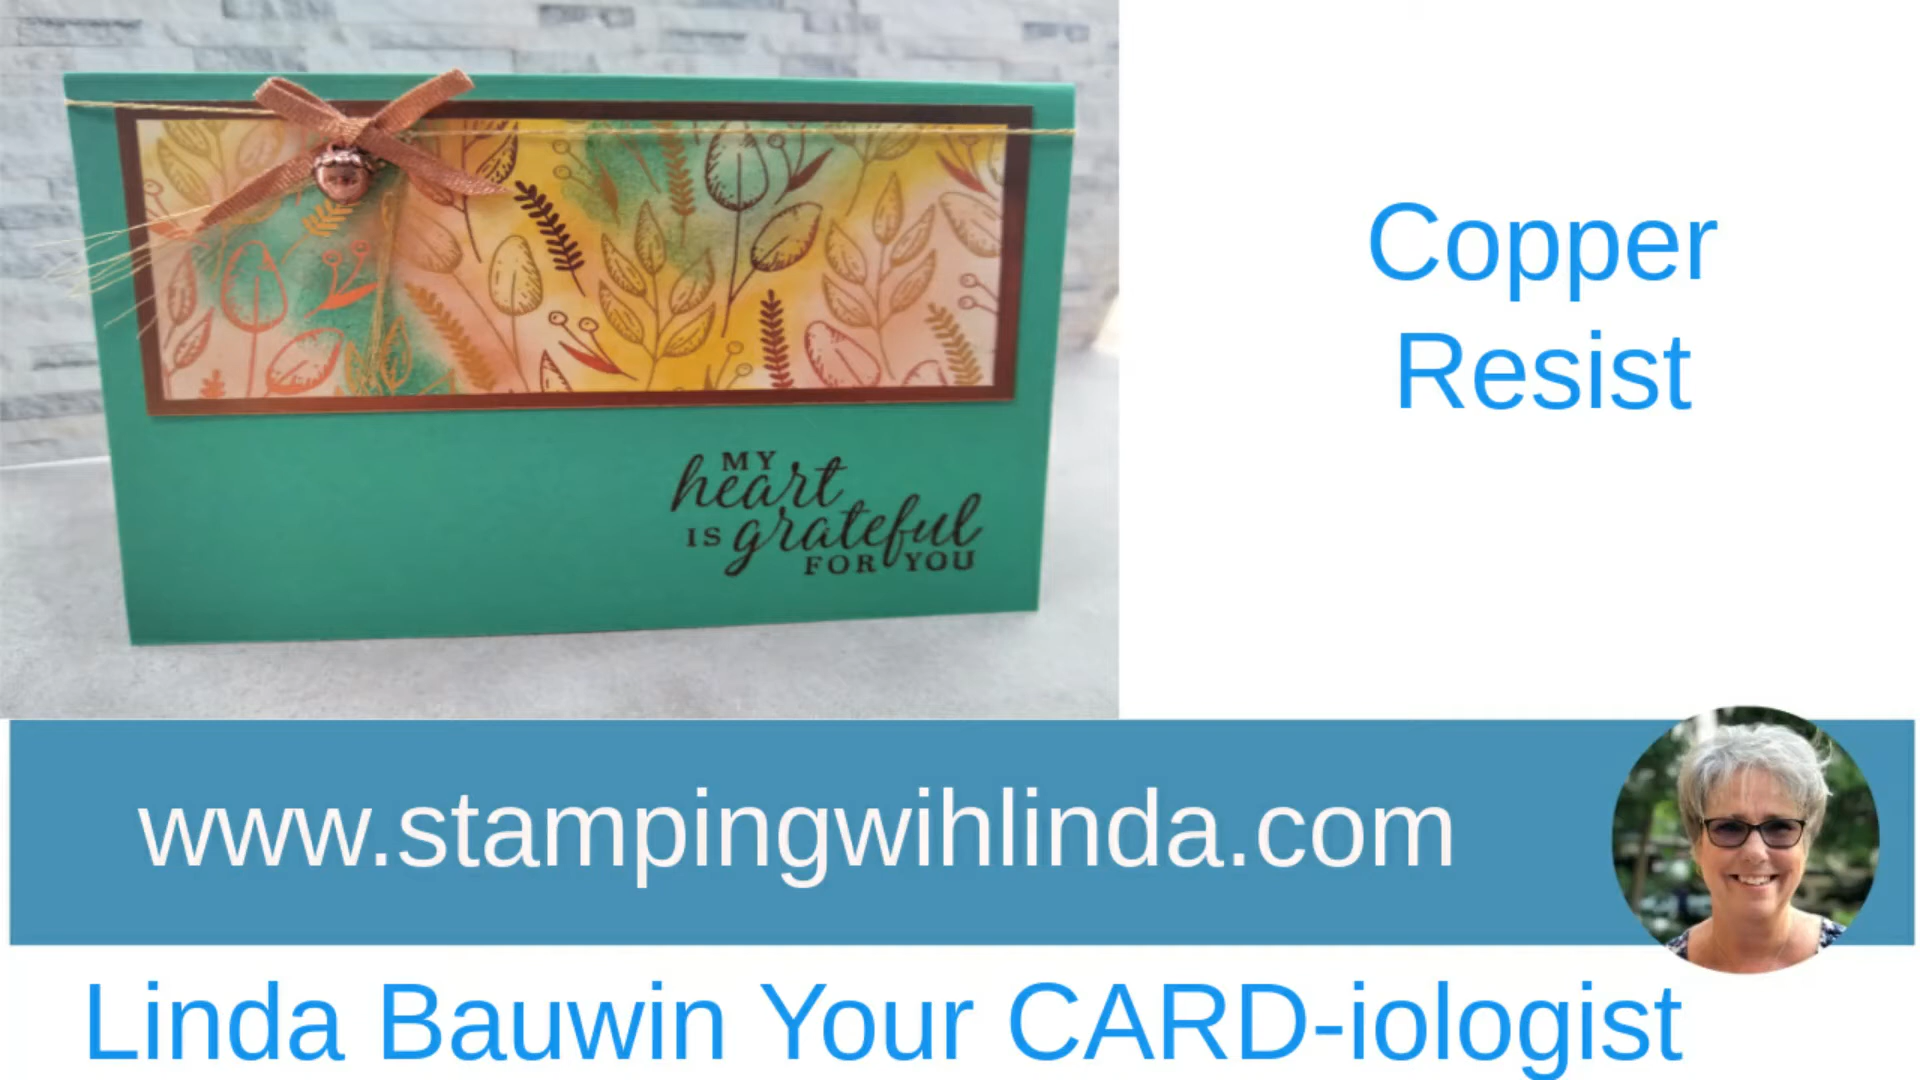 MY
heart
IS grateful
FOR YOU
Copper
Resist
www.stampingwihlinda.com
Linda Bauwin Your CARD-iologist